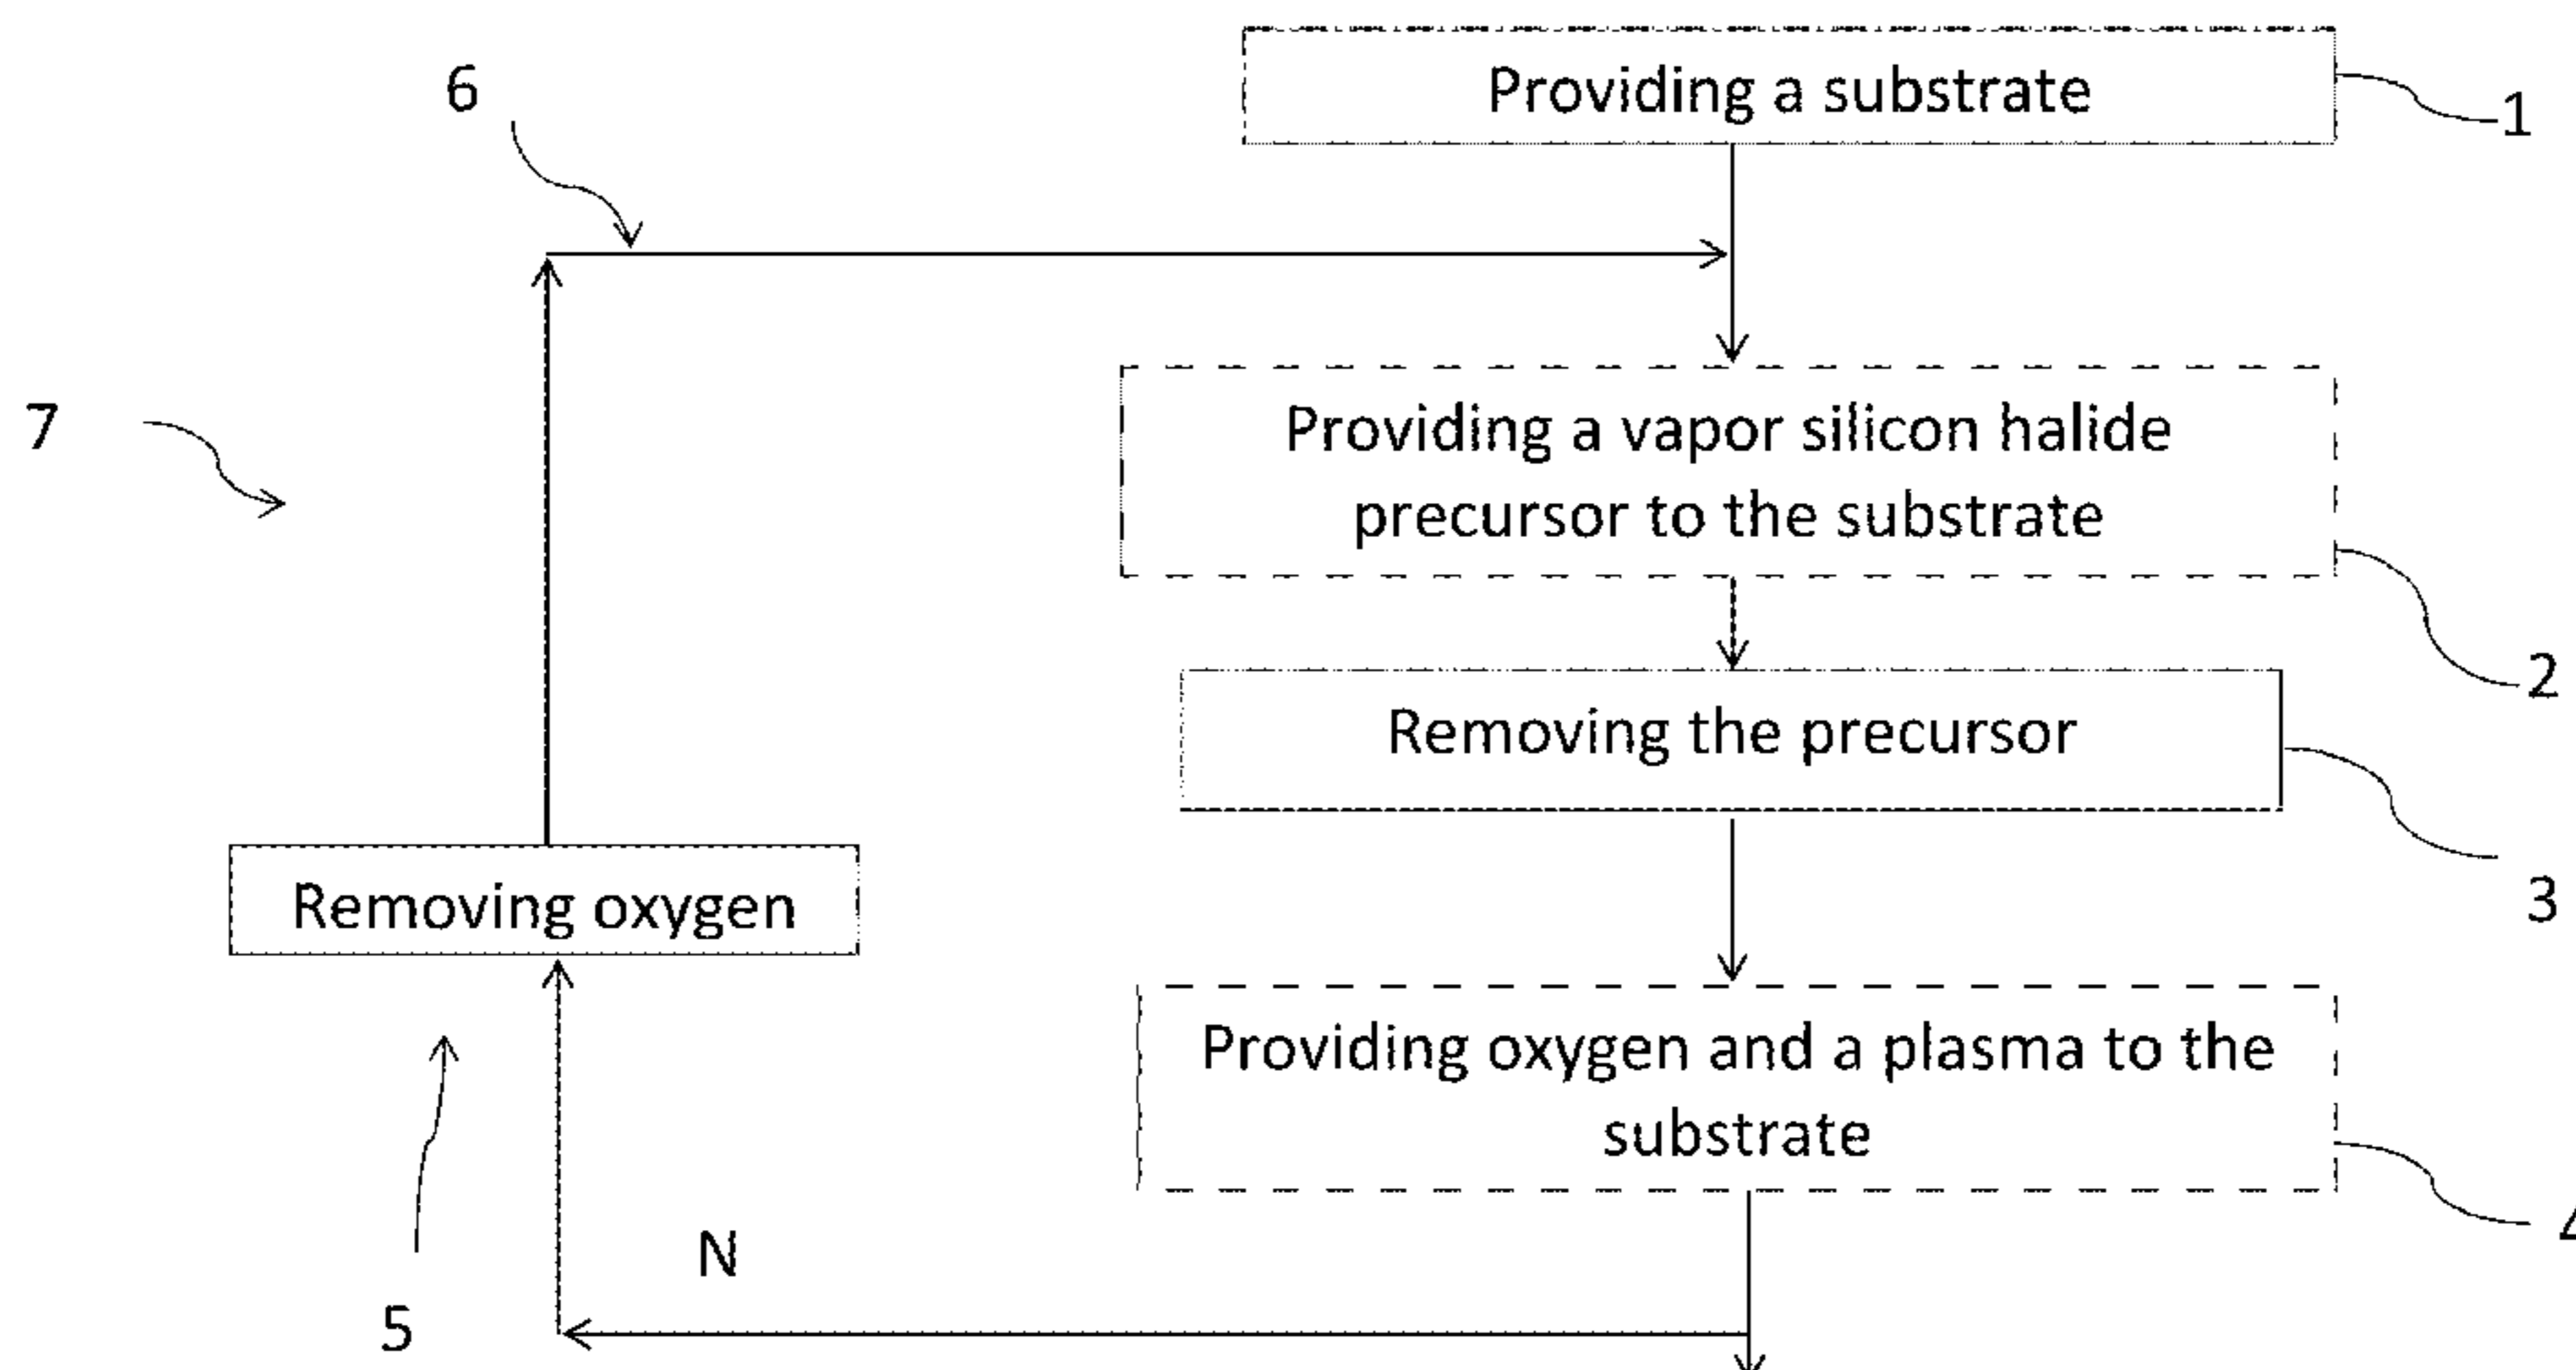 Providing a substrate
1
6
Providing a vapor silicon halide
precursor to the substrate
2
7
Removing the precursor
3
Removing oxygen
Providing oxygen and a plasma to the
substrate
4
N
5